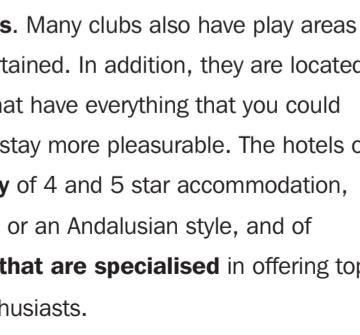 s. Many clubs also have play areas
rtained. In addition, they are located
hat have everything that you could
stay more pleasurable. The hotels o
y of 4 and 5 star accommodation,
or an Andalusian style, and of
that are specialised in offering top
husiasts.